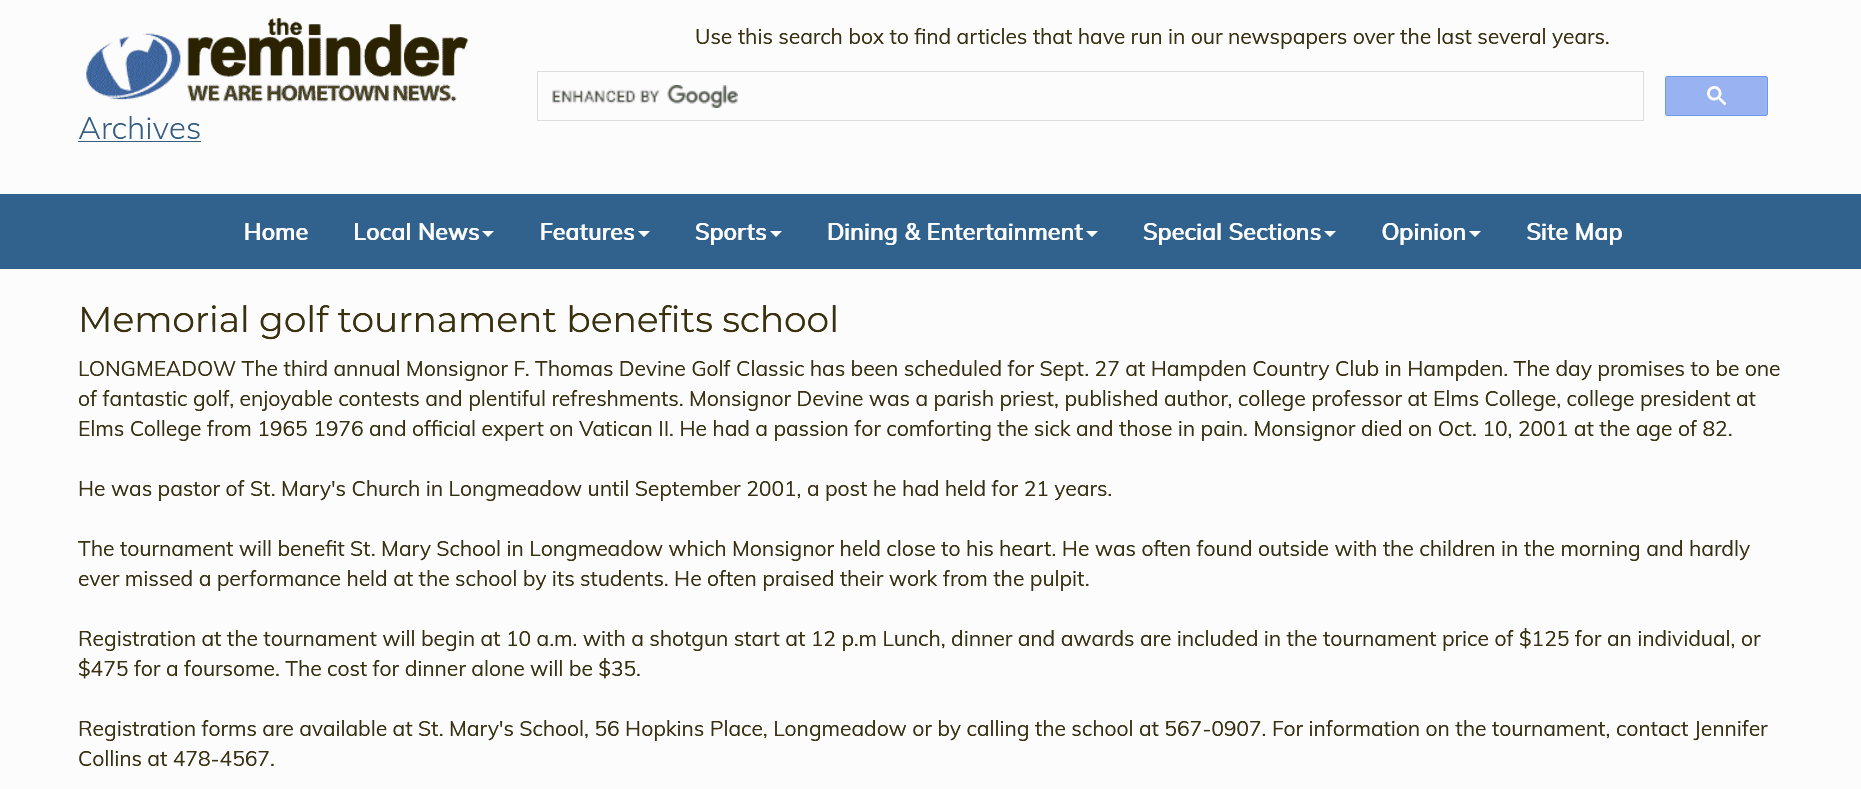 the
reminder
WE ARE HOMETOWN NEWS.
Archives
Use this search box to find articles that have run in our newspapers over the last several years.
ENHANCED BY Google
Home Local News Features Sports Dining & Entertainment Special Sections Opinion Site Map
Memorial golf tournament benefits school
LONGMEADOW The third annual Monsignor F. Thomas Devine Golf Classic has been scheduled for Sept. 27 at Hampden Country Club in Hampden. The day promises to be one
of fantastic golf, enjoyable contests and plentiful refreshments. Monsignor Devine was a parish priest, published author, college professor at Elms College, college president at
Elms College from 1965 1976 and official expert on Vatican II. He had a passion for comforting the sick and those in pain. Monsignor died on Oct. 10, 2001 at the age of 82.
He was pastor of St. Mary's Church in Longmeadow until September 2001, a post he had held for 21 years.
The tournament will benefit St. Mary School in Longmeadow which Monsignor held close to his heart. He was often found outside with the children in the morning and hardly
ever missed a performance held at the school by its students. He often praised their work from the pulpit.
Registration at the tournament will begin at 10 a.m. with a shotgun start at 12 p.m Lunch, dinner and awards are included in the tournament price of $125 for an individual, or
$475 for a foursome. The cost for dinner alone will be $35.
Registration forms are available at St. Mary's School, 56 Hopkins Place, Longmeadow or by calling the school at 567-0907. For information on the tournament, contact Jennifer
Collins at 478-4567.